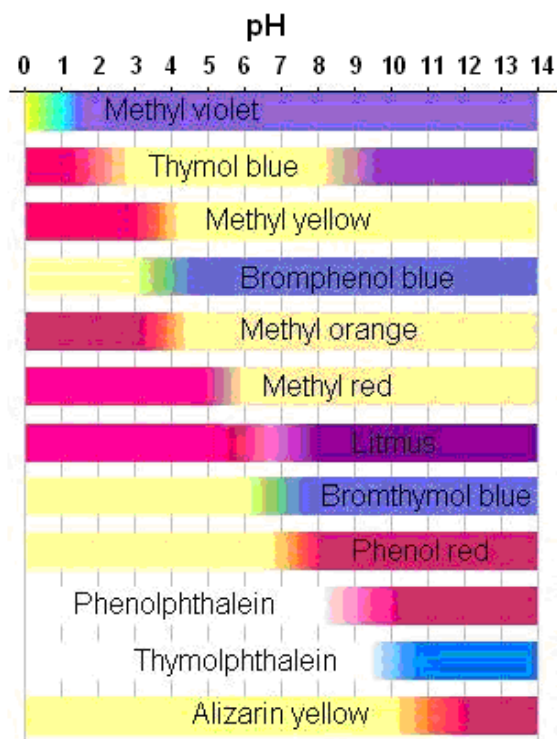 pH
0 1 2 3 4 5 6 7 8 9 10 11 12 13 14
Methyl violet
Thymol blue
Methyl yellow
Bromphenol blue
Methyl orange
Methyl red
Litmus
Bromthymol blue
Phenol red
Phenolphthalein
Thymolphthalein
Alizarin yellow